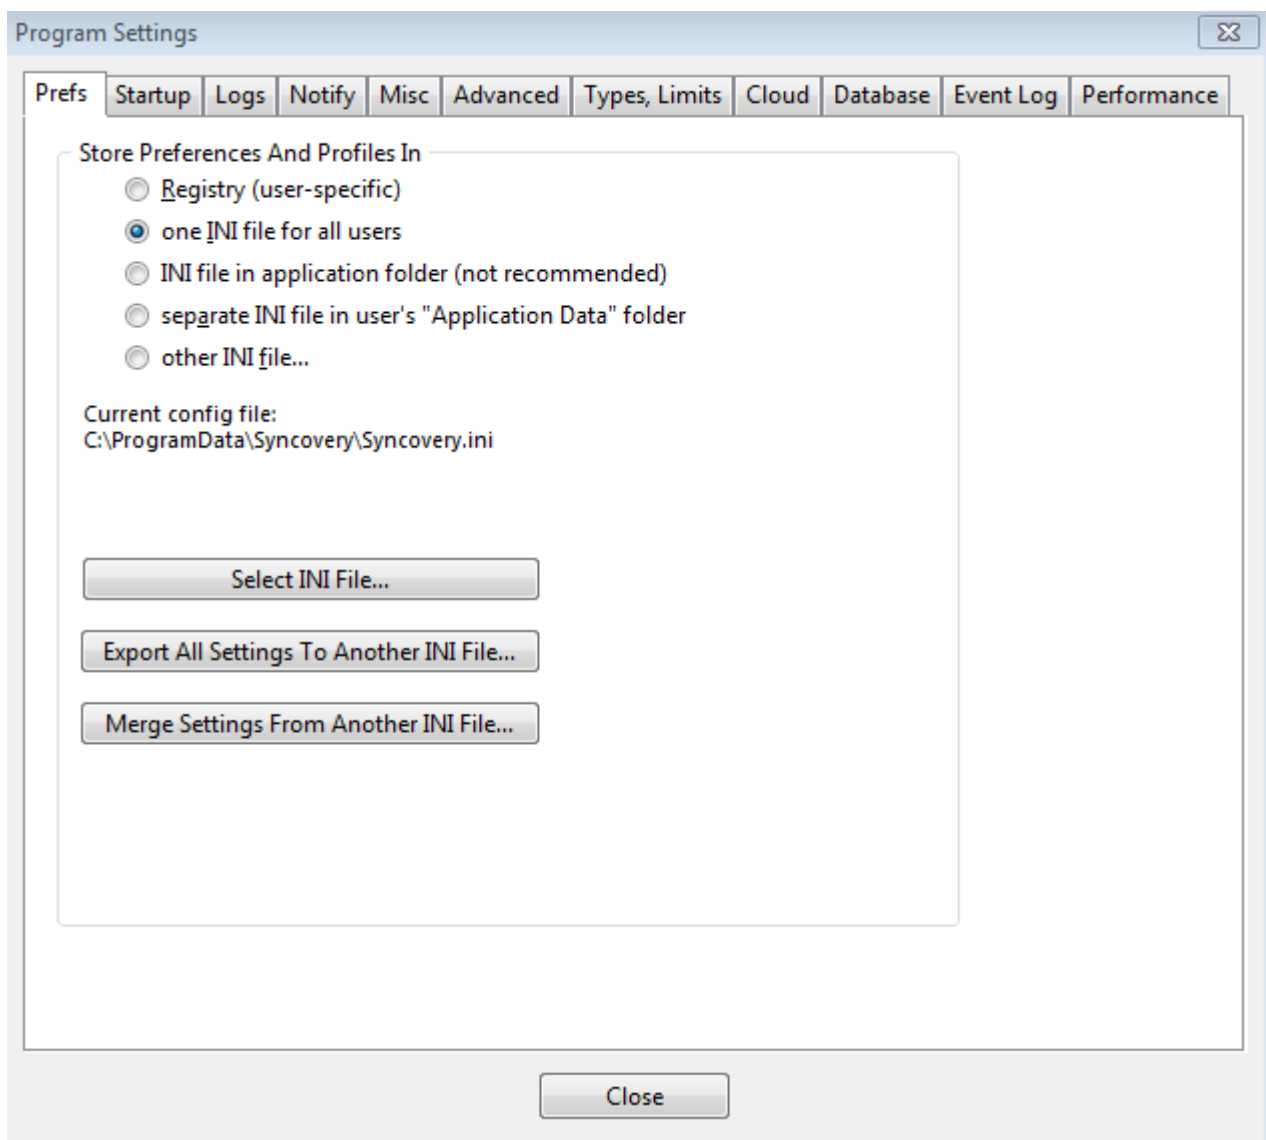 Program Settings
Prefs Startup Logs Notify Misc Advanced Types, Limits Cloud Database Event Log Performance
Store Preferences And Profiles In
Registry (user-specific)
one INI file for all users
INI file in application folder (not recommended)
separate INI file in user's "Application Data" folder
other INI file...
Current config file:
C:\ProgramData\Syncovery\Syncovery.ini
Select INI File...
Export All Settings To Another INI File...
Merge Settings From Another INI File...
Close